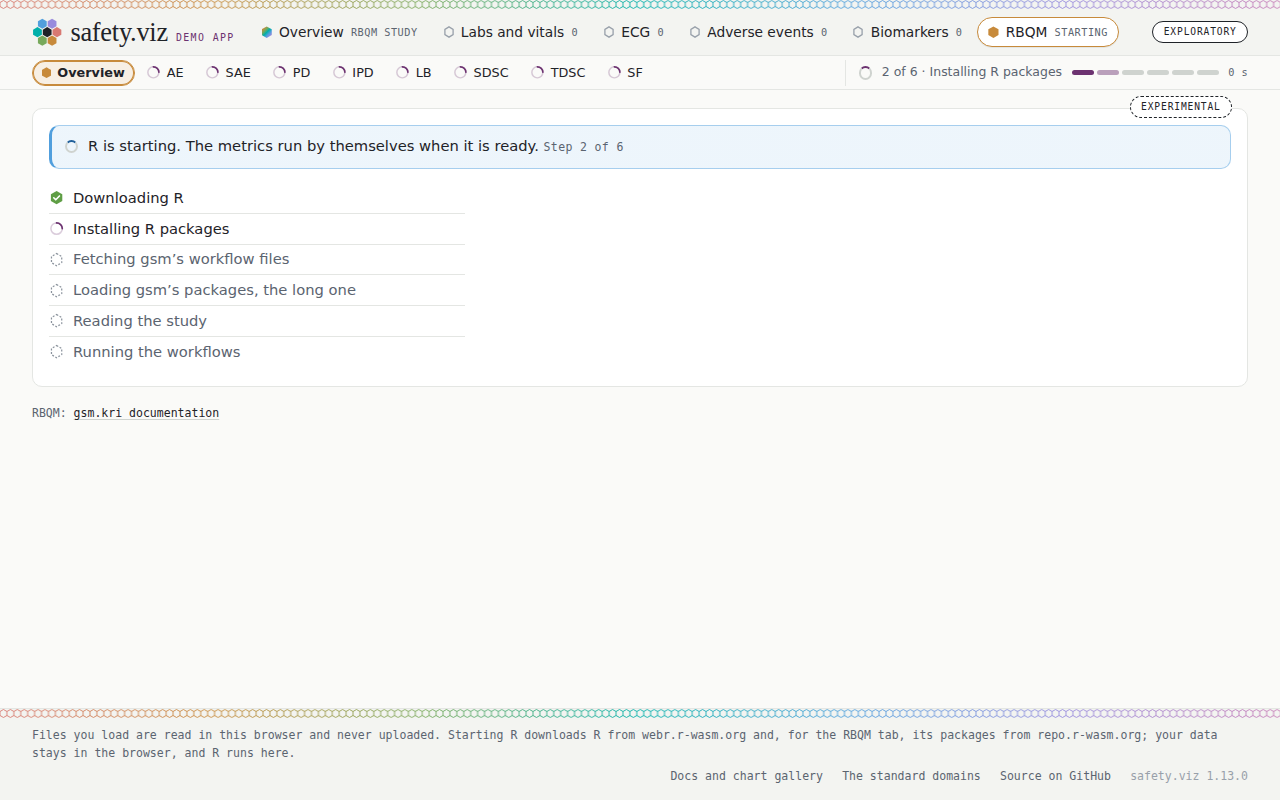 safety.viz DEMO APP
Overview RBQM STUDY
Labs and vitals 0
ECG 0
Adverse events 0
Biomarkers 0
RBQM STARTING
EXPLORATORY
Overview
AE
SAE
PD
IPD
LB
SDSC
TDSC
SF
2 of 6 · Installing R packages
0 s
EXPERIMENTAL
R is starting. The metrics run by themselves when it is ready. Step 2 of 6
Downloading R
Installing R packages
Fetching gsm’s workflow files
Loading gsm’s packages, the long one
Reading the study
Running the workflows
RBQM: gsm.kri documentation
Files you load are read in this browser and never uploaded. Starting R downloads R from webr.r-wasm.org and, for the RBQM tab, its packages from repo.r-wasm.org; your data
stays in the browser, and R runs here.
Docs and chart gallery
The standard domains
Source on GitHub
safety.viz 1.13.0